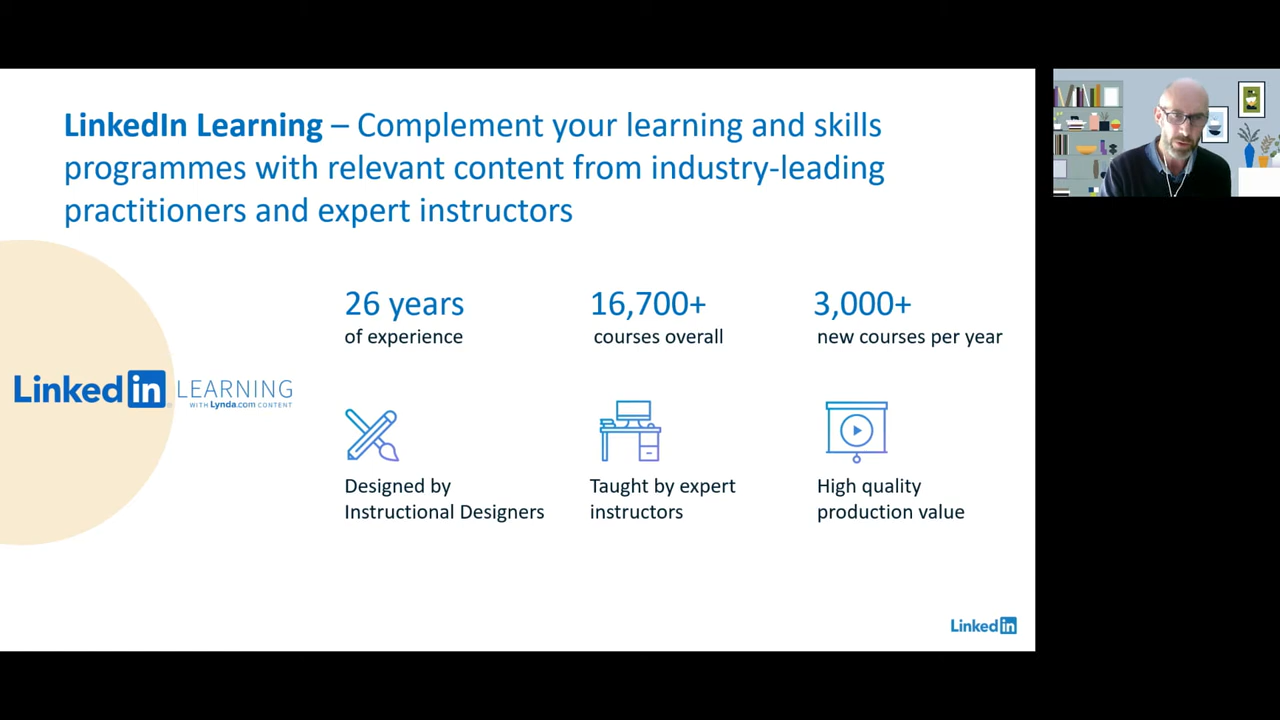 LinkedIn Learning – Complement your learning and skills
programmes with relevant content from industry-leading
practitioners and expert instructors
26 years
of experience
16,700+
courses overall
3,000+
new courses per year
LinkedIn LEARNING
WITH Lynda.com CONTENT
Designed by
Instructional Designers
Taught by expert
instructors
High quality
production value
LinkedIn